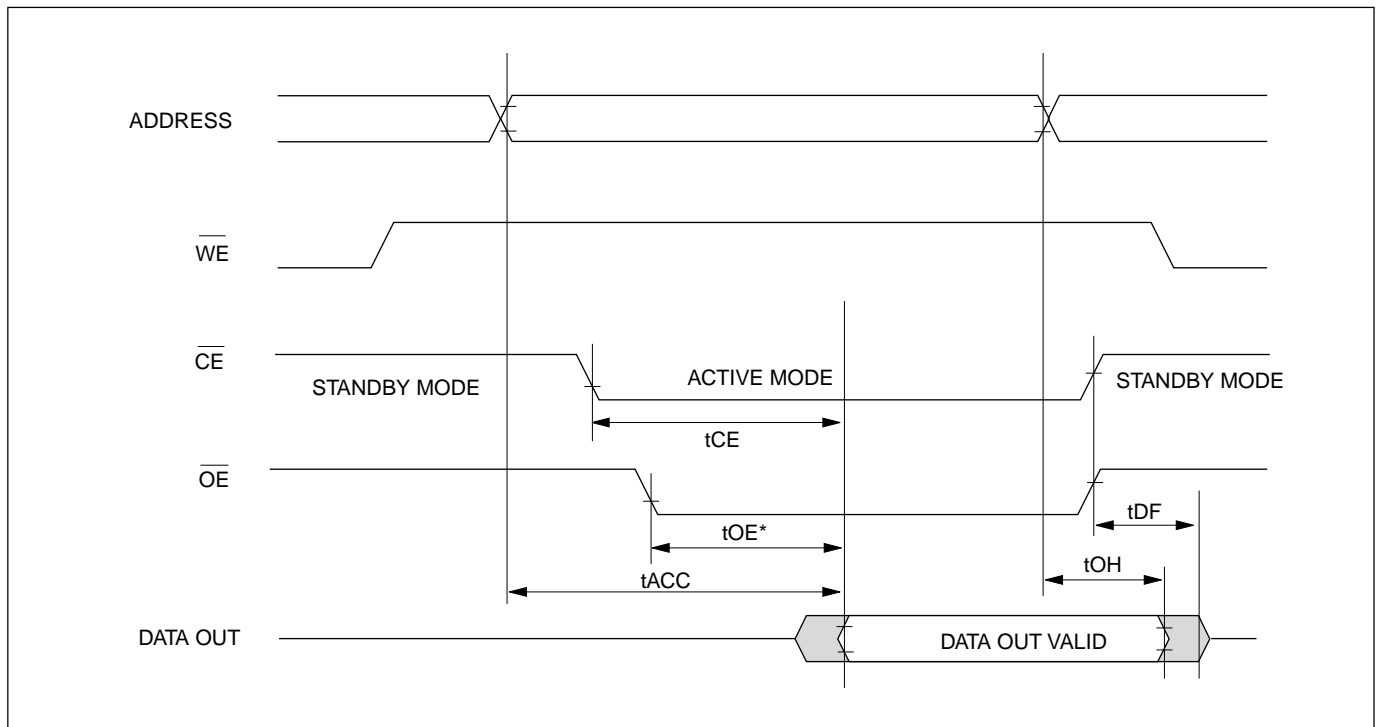 ADDRESS
WE
CE
STANDBY MODE
ACTIVE MODE
STANDBY MODE
tCE
OE
tDF
tOE*
tOH
tACC
DATA OUT
DATA OUT VALID